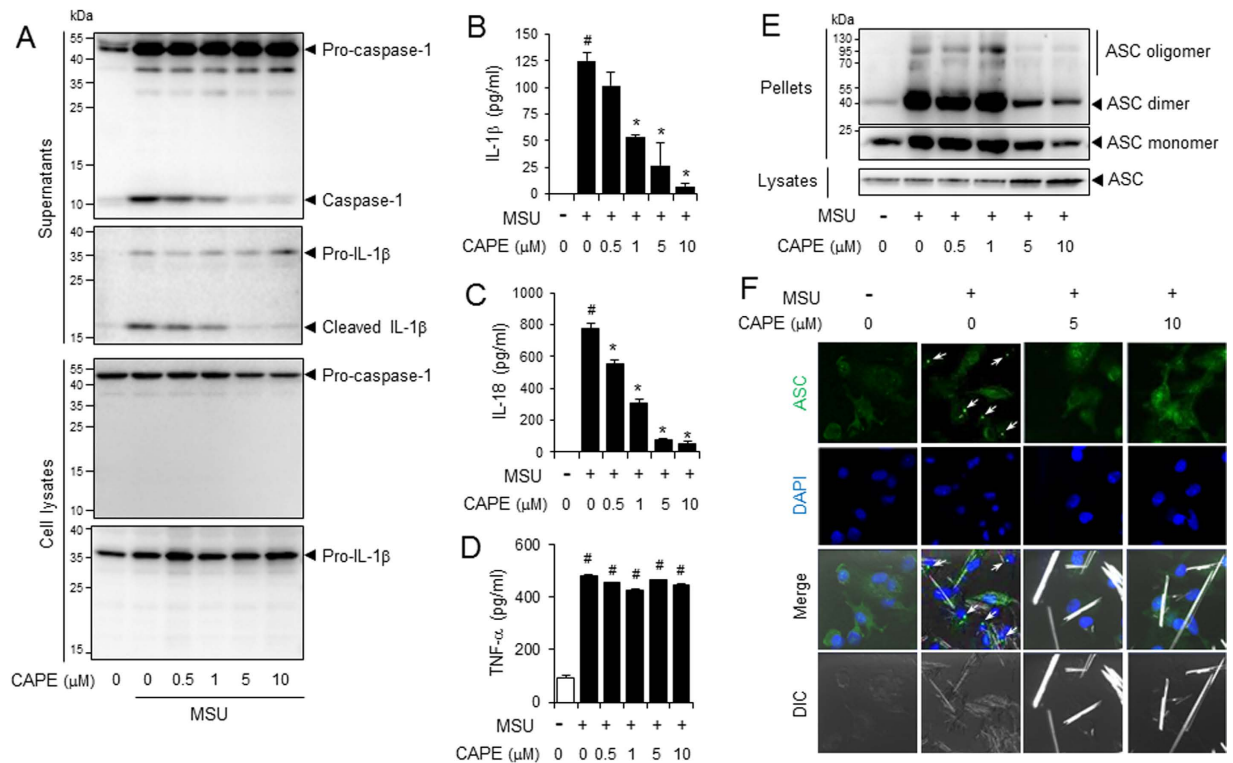 A
kDa
55
40
35
25
15
10
Pro-caspase-1
Caspase-1
Supernatants
40
35
25
15
Pro-IL-1β
Cleaved IL-1β
55
40
35
25
15
10
Pro-caspase-1
Cell lysates
40
35
25
15
Pro-IL-1β
CAPE (μM) 0 0 0.5 1 5 10
MSU
B
IL-1β (pg/ml)
150
125
100
75
50
25
0
# * * *
MSU - + + + + +
CAPE (μM) 0 0 0.5 1 5 10
C
IL-18 (pg/ml)
1000
800
600
400
200
0
# * * * *
MSU - + + + + +
CAPE (μM) 0 0 0.5 1 5 10
D
TNF-α (pg/ml)
600
400
200
0
# # # # #
MSU - + + + + +
CAPE (μM) 0 0 0.5 1 5 10
E
kDa
130
95
72
55
40
25
Pellets
Lysates
ASC oligomer
ASC dimer
ASC monomer
ASC
MSU - + + + + +
CAPE (μM) 0 0 0.5 1 5 10
F
MSU - + + +
CAPE (μM) 0 0 5 10
ASC
DAPI
Merge
DIC